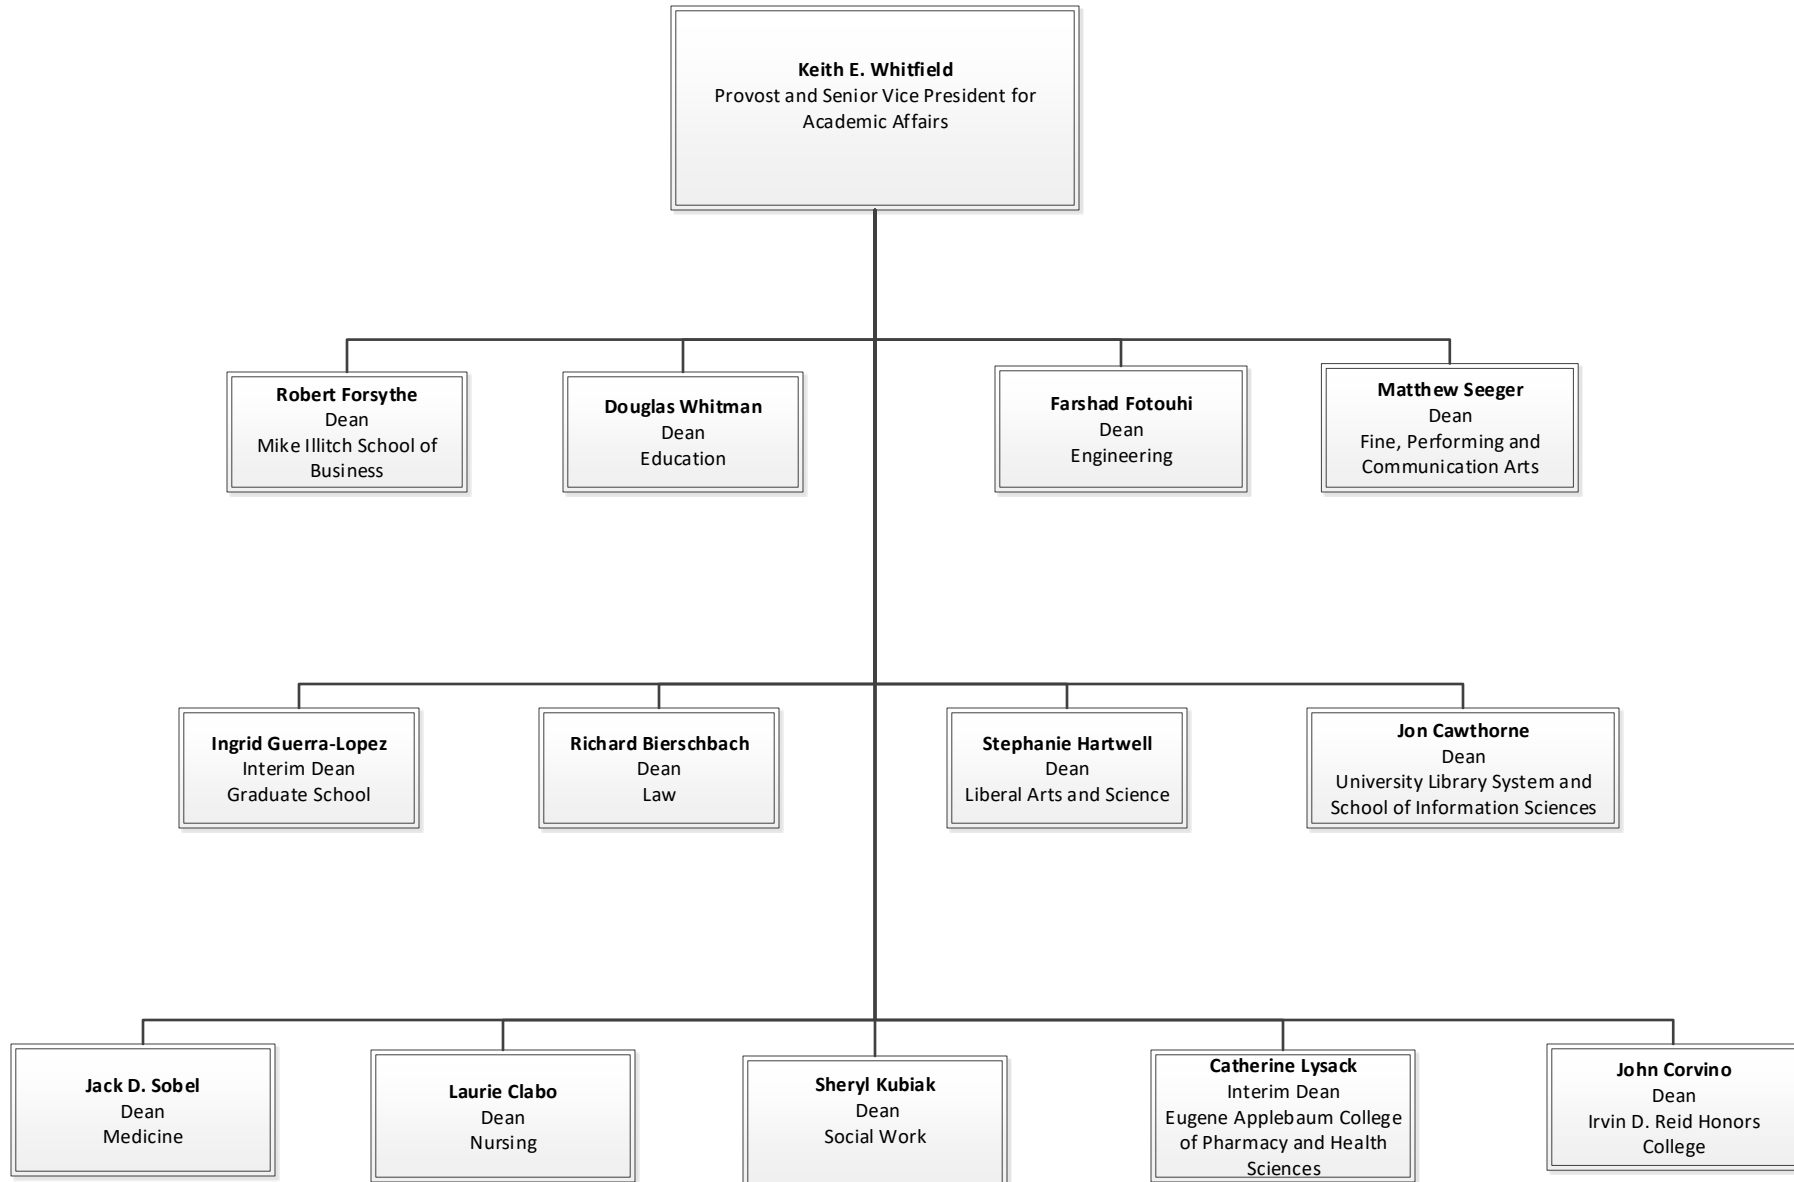 Keith E. Whitfield
Provost and Senior Vice President for
Academic Affairs
Robert Forsythe
Dean
Mike Illitch School of
Business
Douglas Whitman
Dean
Education
Farshad Fotouhi
Dean
Engineering
Matthew Seeger
Dean
Fine, Performing and
Communication Arts
Ingrid Guerra-Lopez
Interim Dean
Graduate School
Richard Bierschbach
Dean
Law
Stephanie Hartwell
Dean
Liberal Arts and Science
Jon Cawthorne
Dean
University Library System and
School of Information Sciences
Jack D. Sobel
Dean
Medicine
Laurie Clabo
Dean
Nursing
Sheryl Kubiak
Dean
Social Work
Catherine Lysack
Interim Dean
Eugene Applebaum College
of Pharmacy and Health
Sciences
John Corvino
Dean
Irvin D. Reid Honors
College